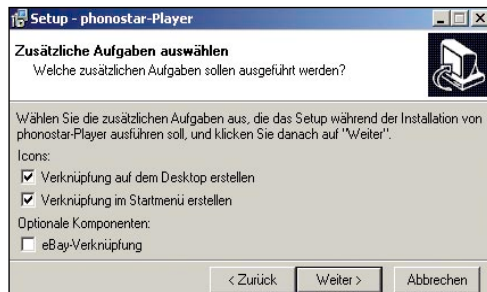 Setup - phonostar-Player
Zusätzliche Aufgaben auswählen
Welche zusätzlichen Aufgaben sollen ausgeführt werden?
Wählen Sie die zusätzlichen Aufgaben aus, die das Setup während der Installation von
phonostar-Player ausführen soll, und klicken Sie danach auf "Weiter".
Icons:
Verknüpfung auf dem Desktop erstellen
Verknüpfung im Startmenü erstellen
Optionale Komponenten:
eBay-Verknüpfung
< Zurück Weiter > Abbrechen